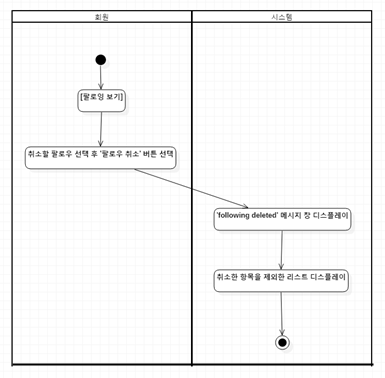 회원
시스템
[팔로잉 보기]
취소할 팔로우 선택 후 '팔로우 취소' 버튼 선택
'following deleted' 메시지 창 디스플레이
취소한 항목을 제외한 리스트 디스플레이